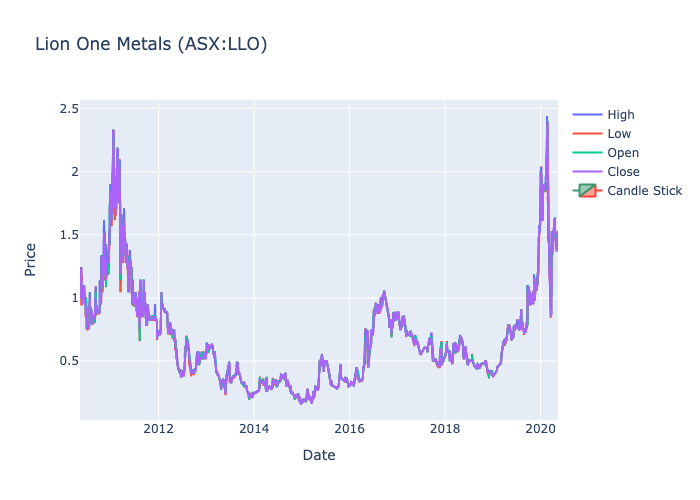 Lion One Metals (ASX:LLO)
2.5
2
1.5
1
0.5
Price
2012
2014
2016
2018
2020
Date
High
Low
Open
Close
Candle Stick